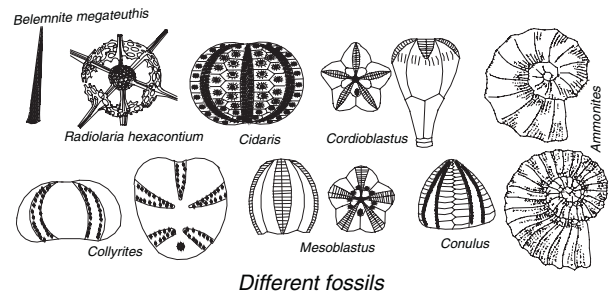 Belemnite megateuthis
Radiolaria hexacontium
Cidaris
Cordioblastus
Ammonites
Collyrites
Mesoblastus
Conulus
Different fossils